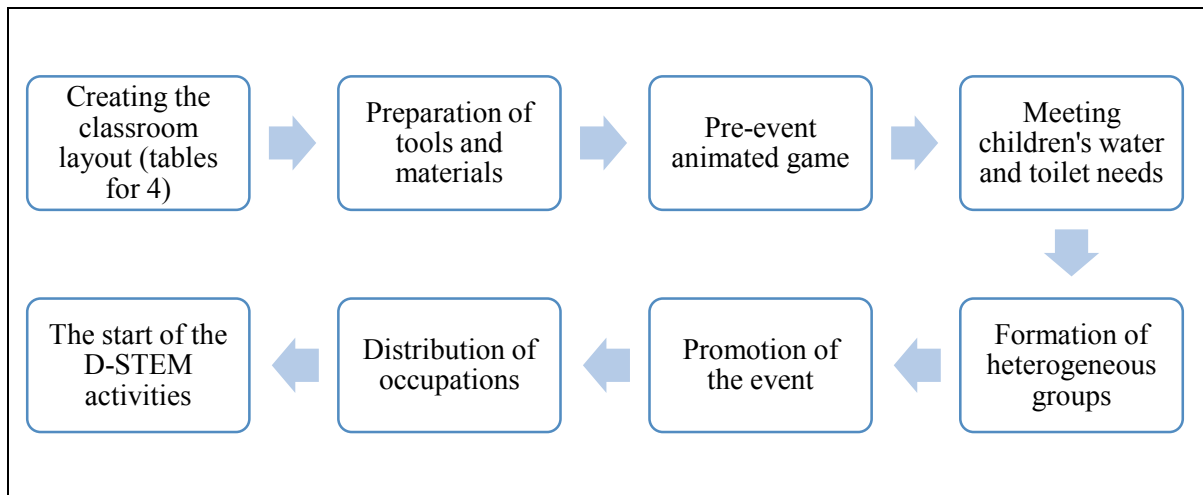 Creating the
classroom
layout (tables
for 4)
Preparation of
tools and
materials
Pre-event
animated game
Meeting
children's water
and toilet needs
Formation of
heterogeneous
groups
Promotion of
the event
Distribution of
occupations
The start of the
D-STEM
activities